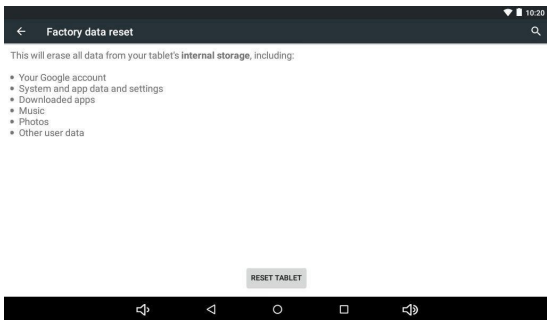 10:20
Factory data reset
This will erase all data from your tablet's internal storage, including:
• Your Google account
• System and app data and settings
• Downloaded apps
• Music
• Photos
• Other user data
RESET TABLET